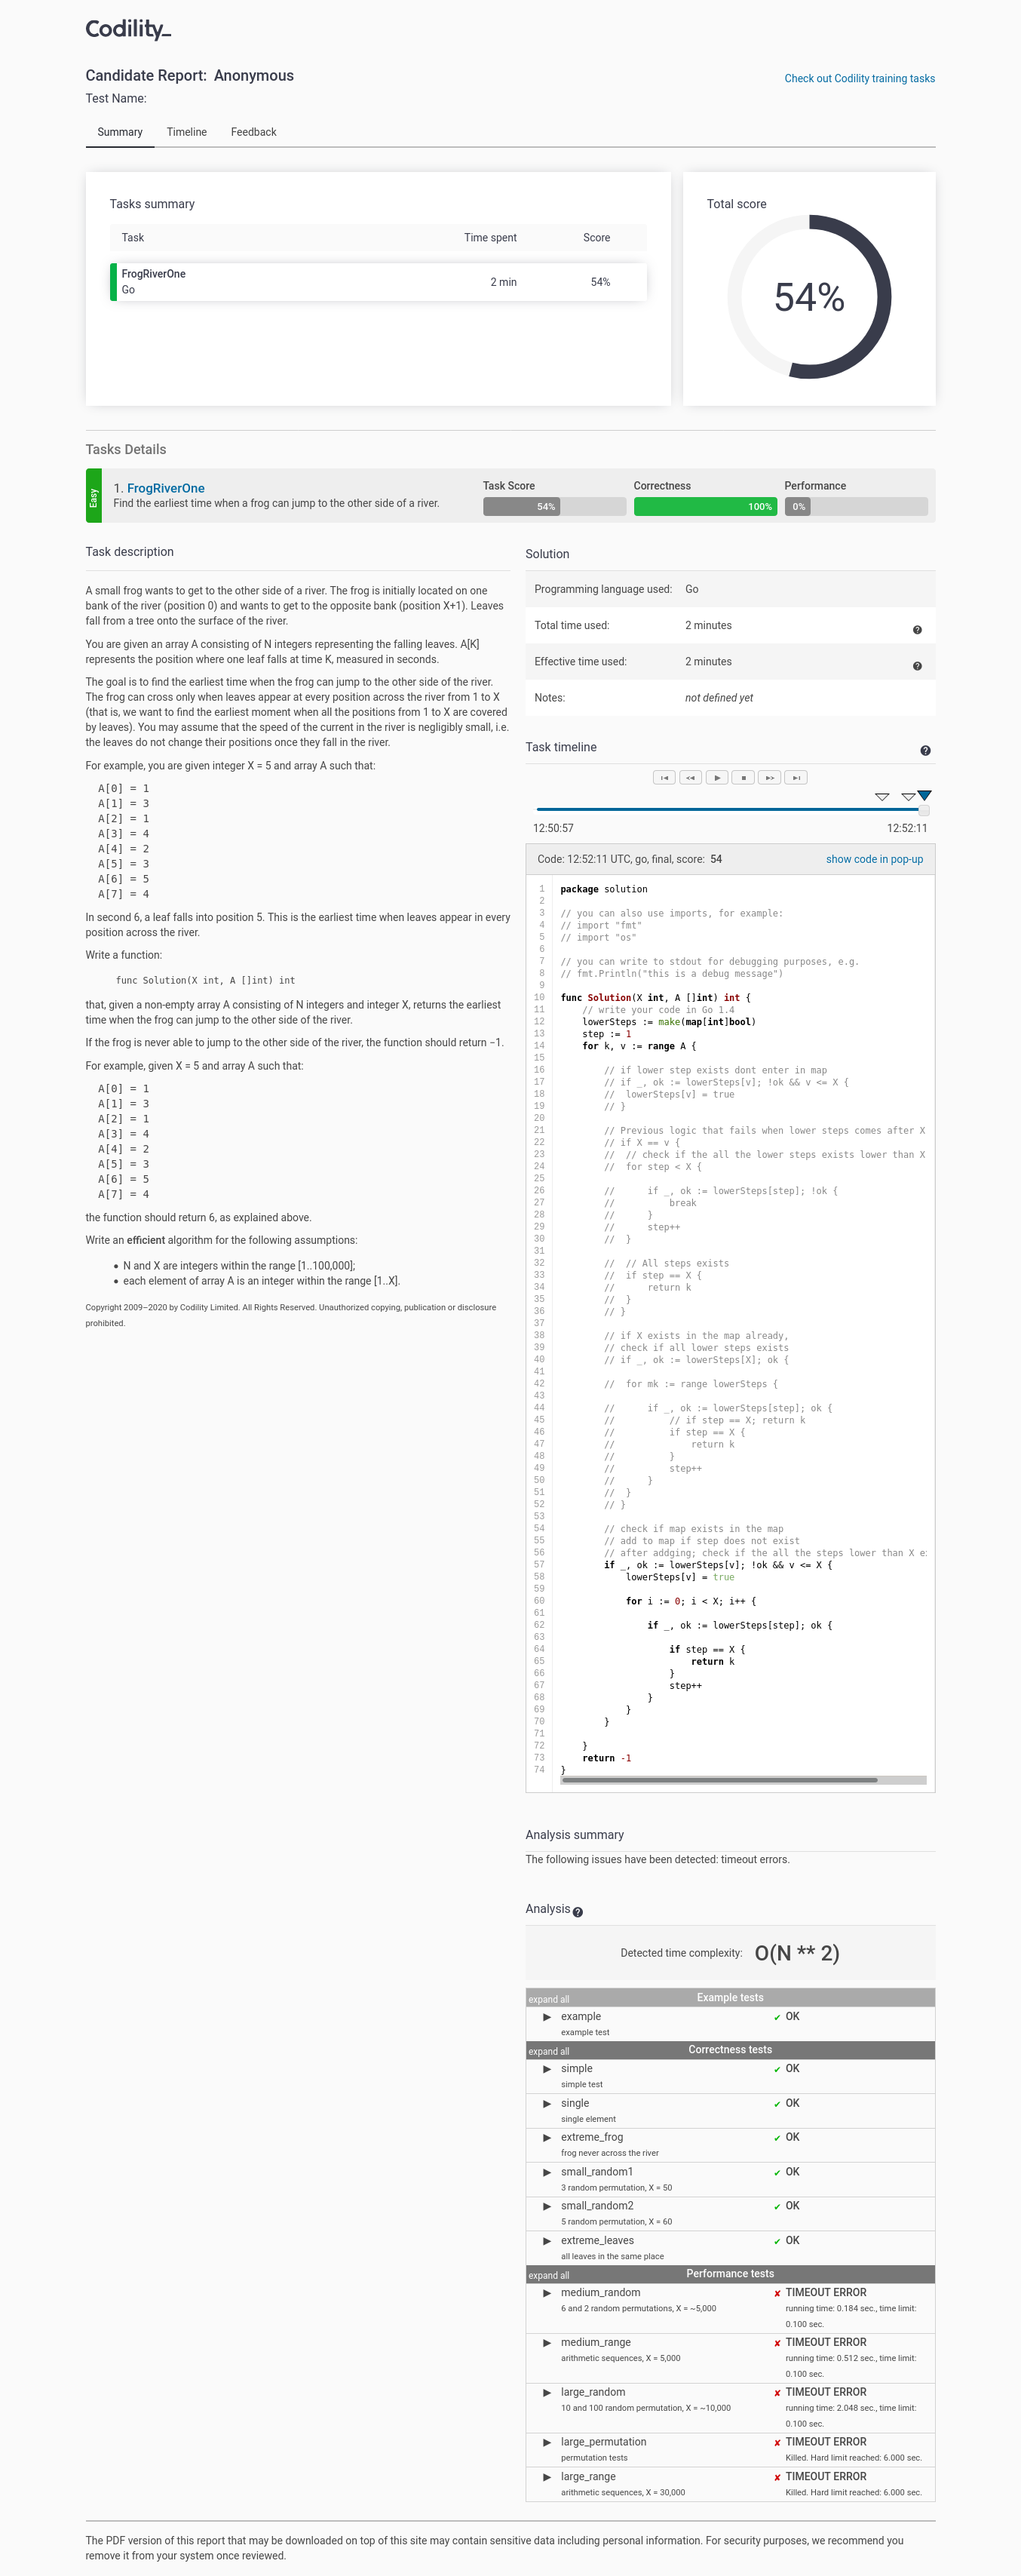 Codility_
Candidate Report: Anonymous
Check out Codility training tasks
Test Name:
Summary Timeline Feedback
Tasks summary
Task Time spent Score
FrogRiverOne
Go
2 min 54%
Total score
54%
Tasks Details
Easy
1. FrogRiverOne
Find the earliest time when a frog can jump to the other side of a river.
Task Score
54%
Correctness
100%
Performance
0%
Task description
A small frog wants to get to the other side of a river. The frog is initially located on one
bank of the river (position 0) and wants to get to the opposite bank (position X+1). Leaves
fall from a tree onto the surface of the river.
You are given an array A consisting of N integers representing the falling leaves. A[K]
represents the position where one leaf falls at time K, measured in seconds.
The goal is to find the earliest time when the frog can jump to the other side of the river.
The frog can cross only when leaves appear at every position across the river from 1 to X
(that is, we want to find the earliest moment when all the positions from 1 to X are covered
by leaves). You may assume that the speed of the current in the river is negligibly small, i.e.
the leaves do not change their positions once they fall in the river.
For example, you are given integer X = 5 and array A such that:
A[0] = 1
A[1] = 3
A[2] = 1
A[3] = 4
A[4] = 2
A[5] = 3
A[6] = 5
A[7] = 4
In second 6, a leaf falls into position 5. This is the earliest time when leaves appear in every
position across the river.
Write a function:
func Solution(X int, A []int) int
that, given a non-empty array A consisting of N integers and integer X, returns the earliest
time when the frog can jump to the other side of the river.
If the frog is never able to jump to the other side of the river, the function should return −1.
For example, given X = 5 and array A such that:
A[0] = 1
A[1] = 3
A[2] = 1
A[3] = 4
A[4] = 2
A[5] = 3
A[6] = 5
A[7] = 4
the function should return 6, as explained above.
Write an efficient algorithm for the following assumptions:
• N and X are integers within the range [1..100,000];
• each element of array A is an integer within the range [1..X].
Copyright 2009–2020 by Codility Limited. All Rights Reserved. Unauthorized copying, publication or disclosure
prohibited.
Solution
Programming language used: Go
Total time used: 2 minutes ?
Effective time used: 2 minutes ?
Notes: not defined yet
Task timeline ?
12:50:57 12:52:11
Code: 12:52:11 UTC, go, final, score: 54 show code in pop-up
1 package solution
2
3 // you can also use imports, for example:
4 // import "fmt"
5 // import "os"
6
7 // you can write to stdout for debugging purposes, e.g.
8 // fmt.Println("this is a debug message")
9
10 func Solution(X int, A []int) int {
11 // write your code in Go 1.4
12 lowerSteps := make(map[int]bool)
13 step := 1
14 for k, v := range A {
15
16 // if lower step exists dont enter in map
17 // if _, ok := lowerSteps[v]; !ok && v <= X {
18 // lowerSteps[v] = true
19 // }
20
21 // Previous logic that fails when lower steps comes after X
22 // if X == v {
23 // // check if the all the lower steps exists lower than X
24 // for step < X {
25
26 // if _, ok := lowerSteps[step]; !ok {
27 // break
28 // }
29 // step++
30 // }
31
32 // // All steps exists
33 // if step == X {
34 // return k
35 // }
36 // }
37
38 // if X exists in the map already,
39 // check if all lower steps exists
40 // if _, ok := lowerSteps[X]; ok {
41
42 // for mk := range lowerSteps {
43
44 // if _, ok := lowerSteps[step]; ok {
45 // // if step == X; return k
46 // if step == X {
47 // return k
48 // }
49 // step++
50 // }
51 // }
52 // }
53
54 // check if map exists in the map
55 // add to map if step does not exist
56 // after addging; check if the all the steps lower than X e
57 if _, ok := lowerSteps[v]; !ok && v <= X {
58 lowerSteps[v] = true
59
60 for i := 0; i < X; i++ {
61
62 if _, ok := lowerSteps[step]; ok {
63
64 if step == X {
65 return k
66 }
67 step++
68 }
69 }
70 }
71
72 }
73 return -1
74 }
Analysis summary
The following issues have been detected: timeout errors.
Analysis ?
Detected time complexity: O(N ** 2)
expand all Example tests
▶ example ✔ OK
example test
expand all Correctness tests
▶ simple ✔ OK
simple test
▶ single ✔ OK
single element
▶ extreme_frog ✔ OK
frog never across the river
▶ small_random1 ✔ OK
3 random permutation, X = 50
▶ small_random2 ✔ OK
5 random permutation, X = 60
▶ extreme_leaves ✔ OK
all leaves in the same place
expand all Performance tests
▶ medium_random ✘ TIMEOUT ERROR
6 and 2 random permutations, X = ~5,000 running time: 0.184 sec., time limit:
0.100 sec.
▶ medium_range ✘ TIMEOUT ERROR
arithmetic sequences, X = 5,000 running time: 0.512 sec., time limit:
0.100 sec.
▶ large_random ✘ TIMEOUT ERROR
10 and 100 random permutation, X = ~10,000 running time: 2.048 sec., time limit:
0.100 sec.
▶ large_permutation ✘ TIMEOUT ERROR
permutation tests Killed. Hard limit reached: 6.000 sec.
▶ large_range ✘ TIMEOUT ERROR
arithmetic sequences, X = 30,000 Killed. Hard limit reached: 6.000 sec.
The PDF version of this report that may be downloaded on top of this site may contain sensitive data including personal information. For security purposes, we recommend you
remove it from your system once reviewed.